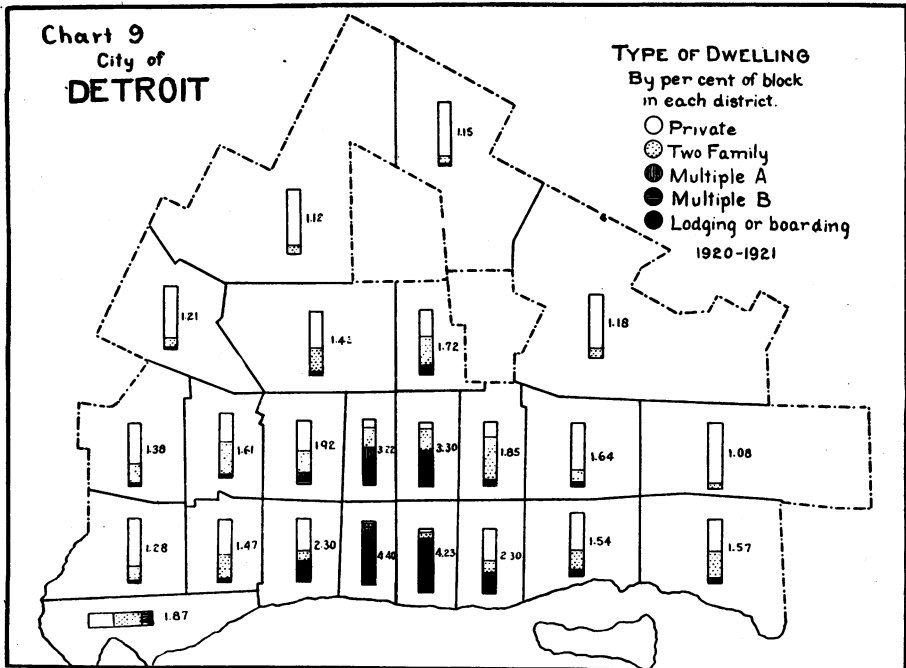 Chart 9
City of
DETROIT
TYPE OF DWELLING
By per cent of block
in each district.
Private
Two Family
Multiple A
Multiple B
Lodging or boarding
1920-1921
1.15
1.12
1.21
1.72
1.18
1.38
1.61
1.92
3.22
3.30
1.85
1.64
1.08
1.28
1.47
2.30
4.40
4.23
2.30
1.54
1.57
1.87